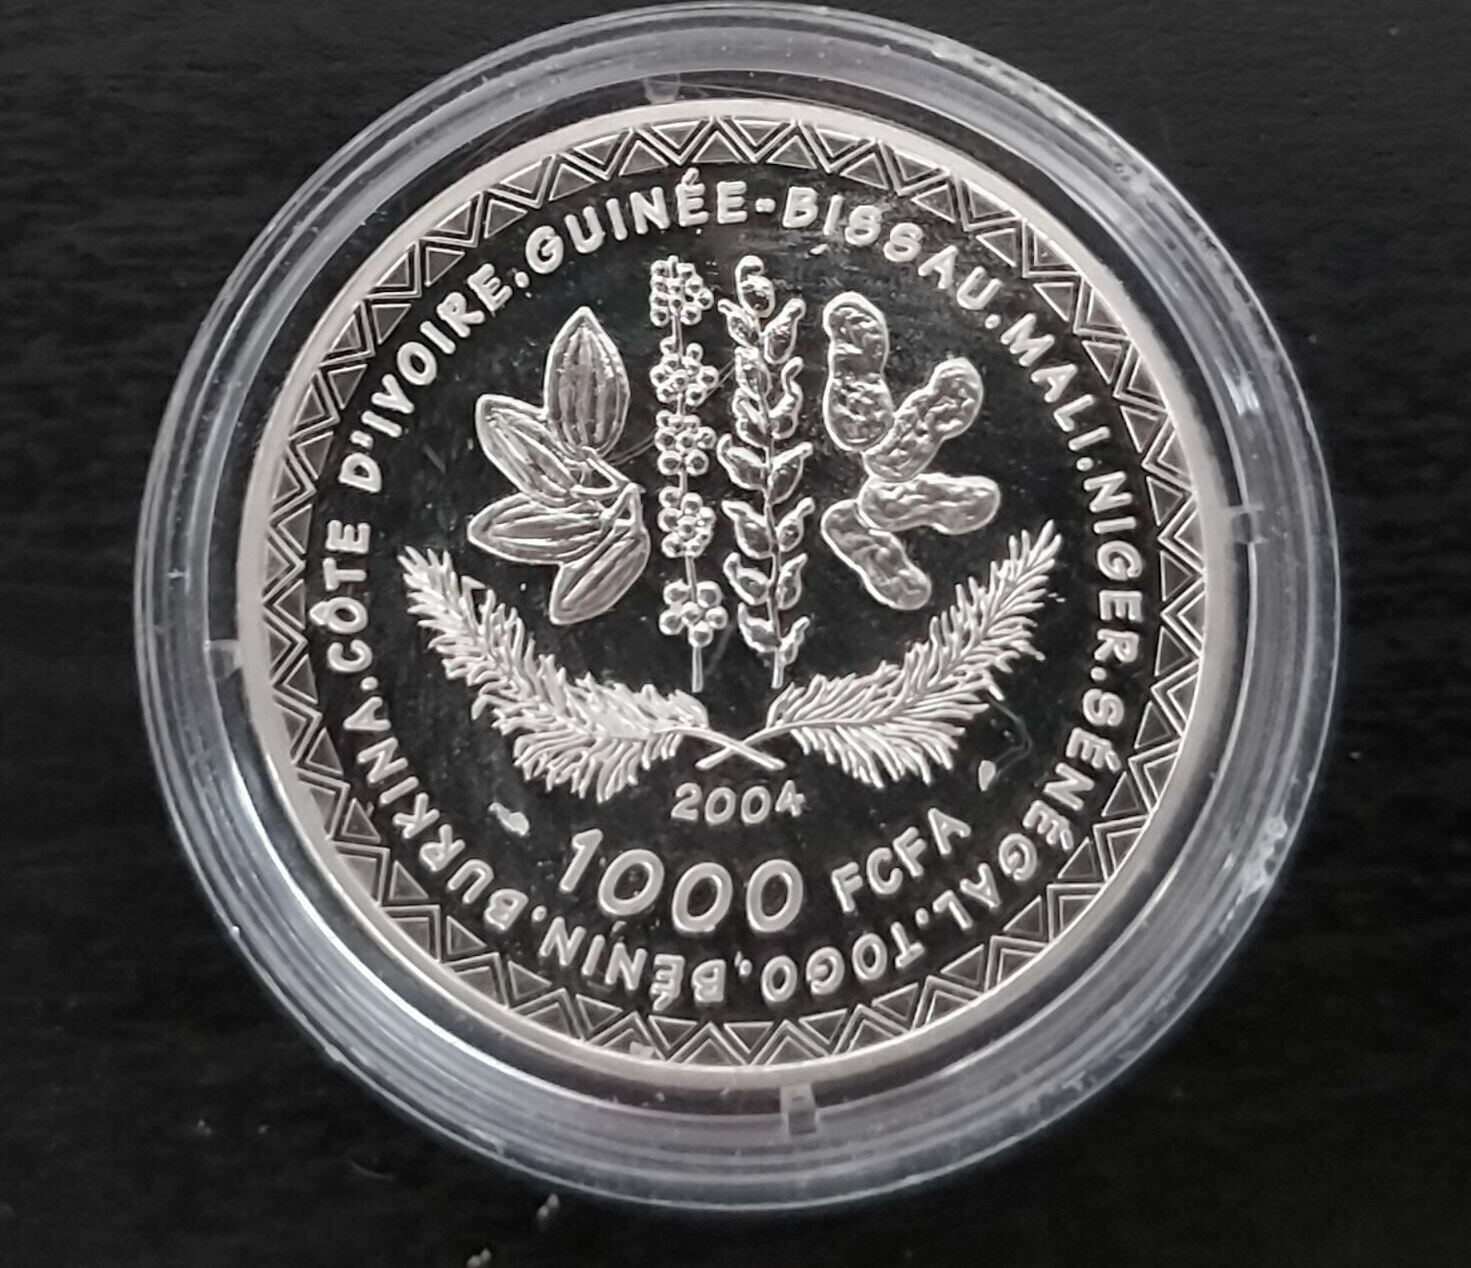 BÉNIN.BURKINA.CÔTE D'IVOIRE.GUINÉE-BISSAU.MALI.NIGER.SÉNÉGAL.TOGO.
2004
1000 FCFA